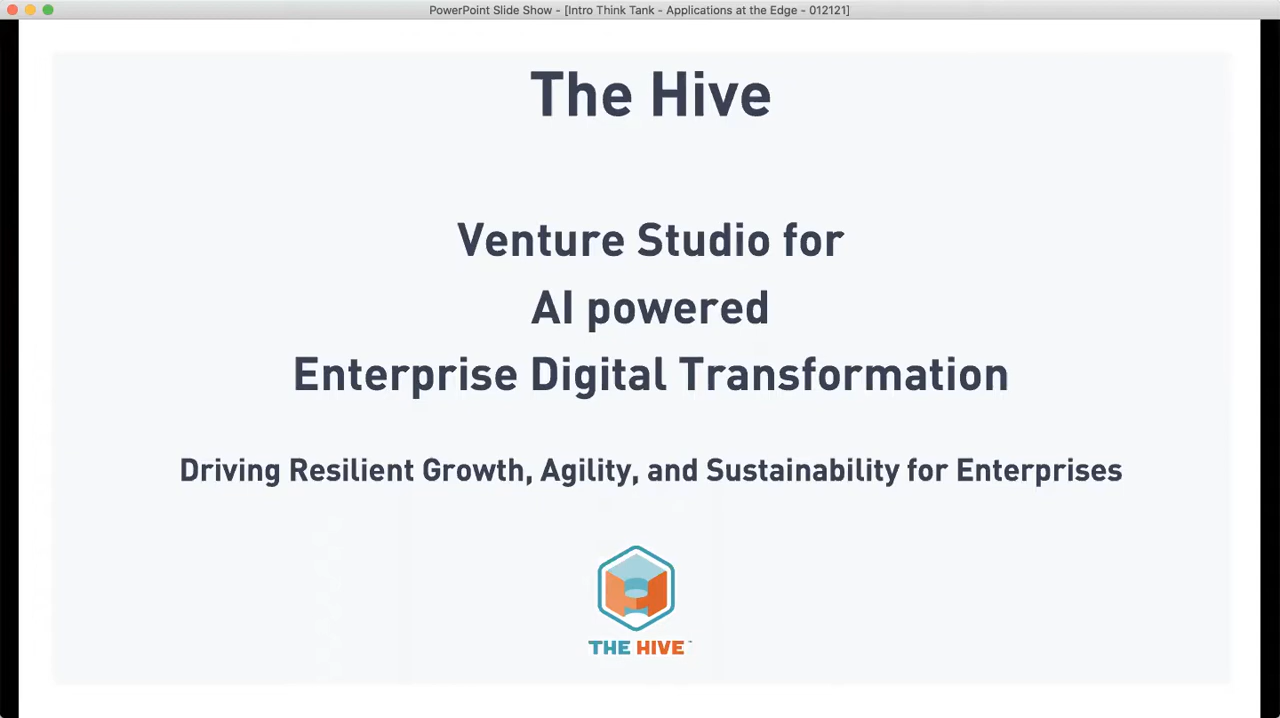 PowerPoint Slide Show - [Intro Think Tank - Applications at the Edge - 012121]
The Hive
Venture Studio for
AI powered
Enterprise Digital Transformation
Driving Resilient Growth, Agility, and Sustainability for Enterprises
THE HIVE™